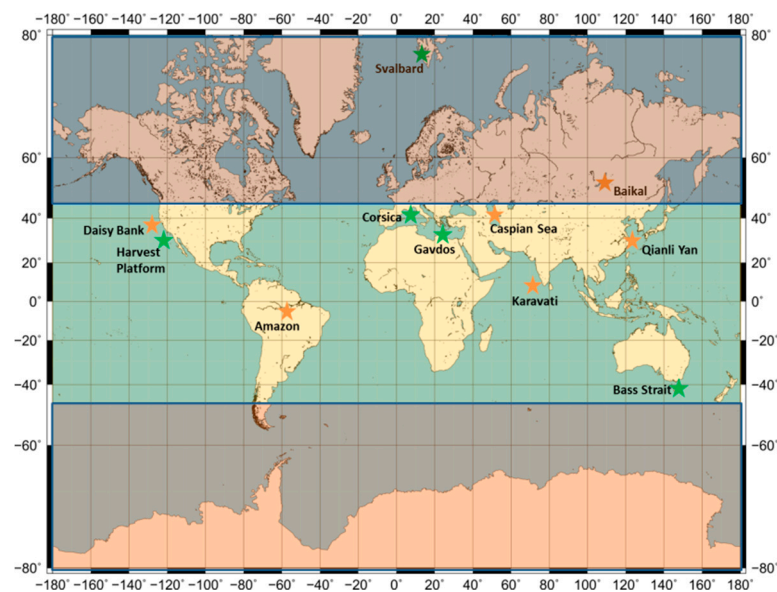 −180° −160° −140° −120° −100° −80° −60° −40° −20° 0° 20° 40° 60° 80° 100° 120° 140° 160° 180°
80° 80°
Svalbard
60° 60°
Baikal
40° 40°
Corsica
Daisy Bank
Caspian Sea
Harvest
Platform
Gavdos
Qianli Yan
20° 20°
Karavati
0° 0°
Amazon
−20° −20°
−40° −40°
Bass Strait
−60° −60°
−80° −80°
−180° −160° −140° −120° −100° −80° −60° −40° −20° 0° 20° 40° 60° 80° 100° 120° 140° 160° 180°